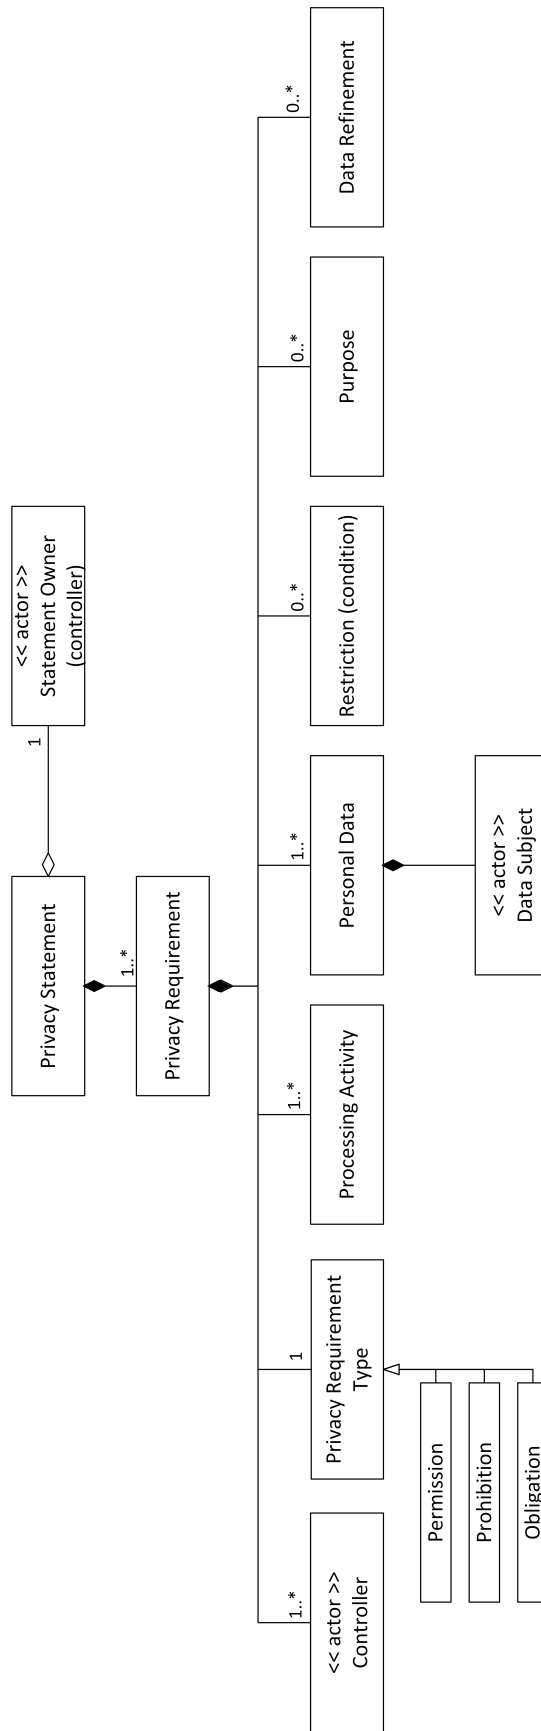 Privacy Statement
1
<< actor >>
Statement Owner
(controller)
1..*
Privacy Requirement
1..*
1
1..*
1..*
0..*
0..*
0..*
<< actor >>
Controller
Privacy Requirement
Type
Processing Activity
Personal Data
Restriction (condition)
Purpose
Data Refinement
Permission
Prohibition
Obligation
<< actor >>
Data Subject